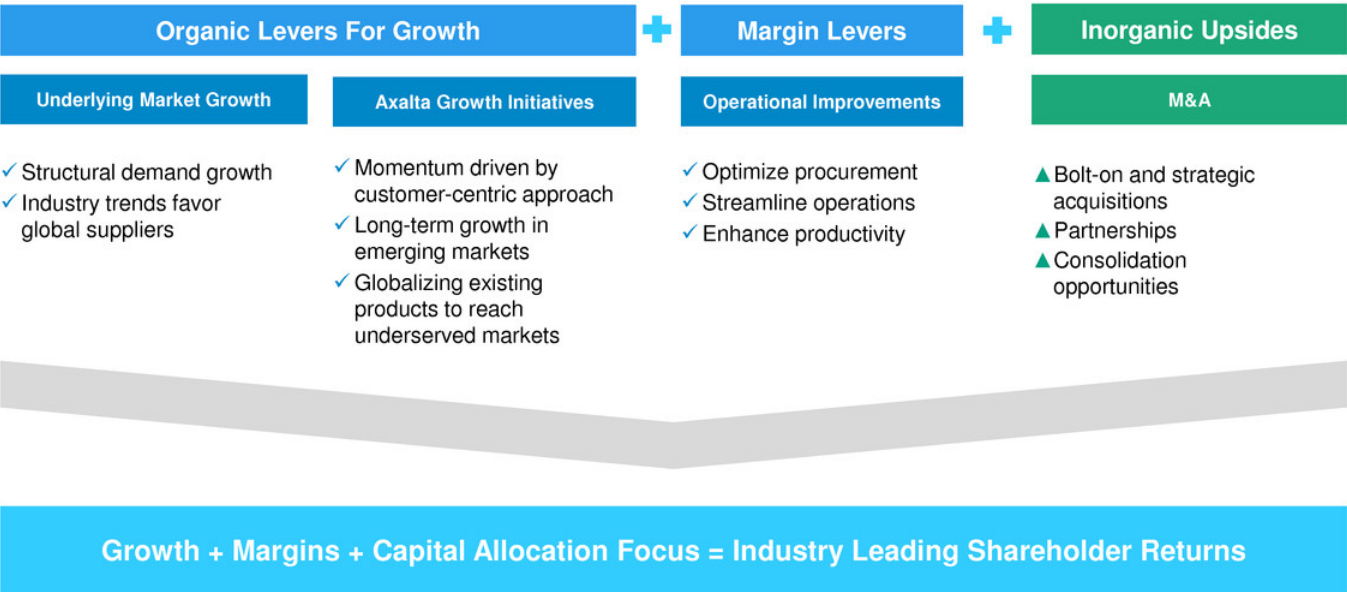 Organic Levers For Growth
Margin Levers
Inorganic Upsides
Underlying Market Growth
Axalta Growth Initiatives
Operational Improvements
M&A
Structural demand growth
Industry trends favor
global suppliers
Momentum driven by
customer-centric approach
Long-term growth in
emerging markets
Globalizing existing
products to reach
underserved markets
Optimize procurement
Streamline operations
Enhance productivity
Bolt-on and strategic
acquisitions
Partnerships
Consolidation
opportunities
Growth + Margins + Capital Allocation Focus = Industry Leading Shareholder Returns